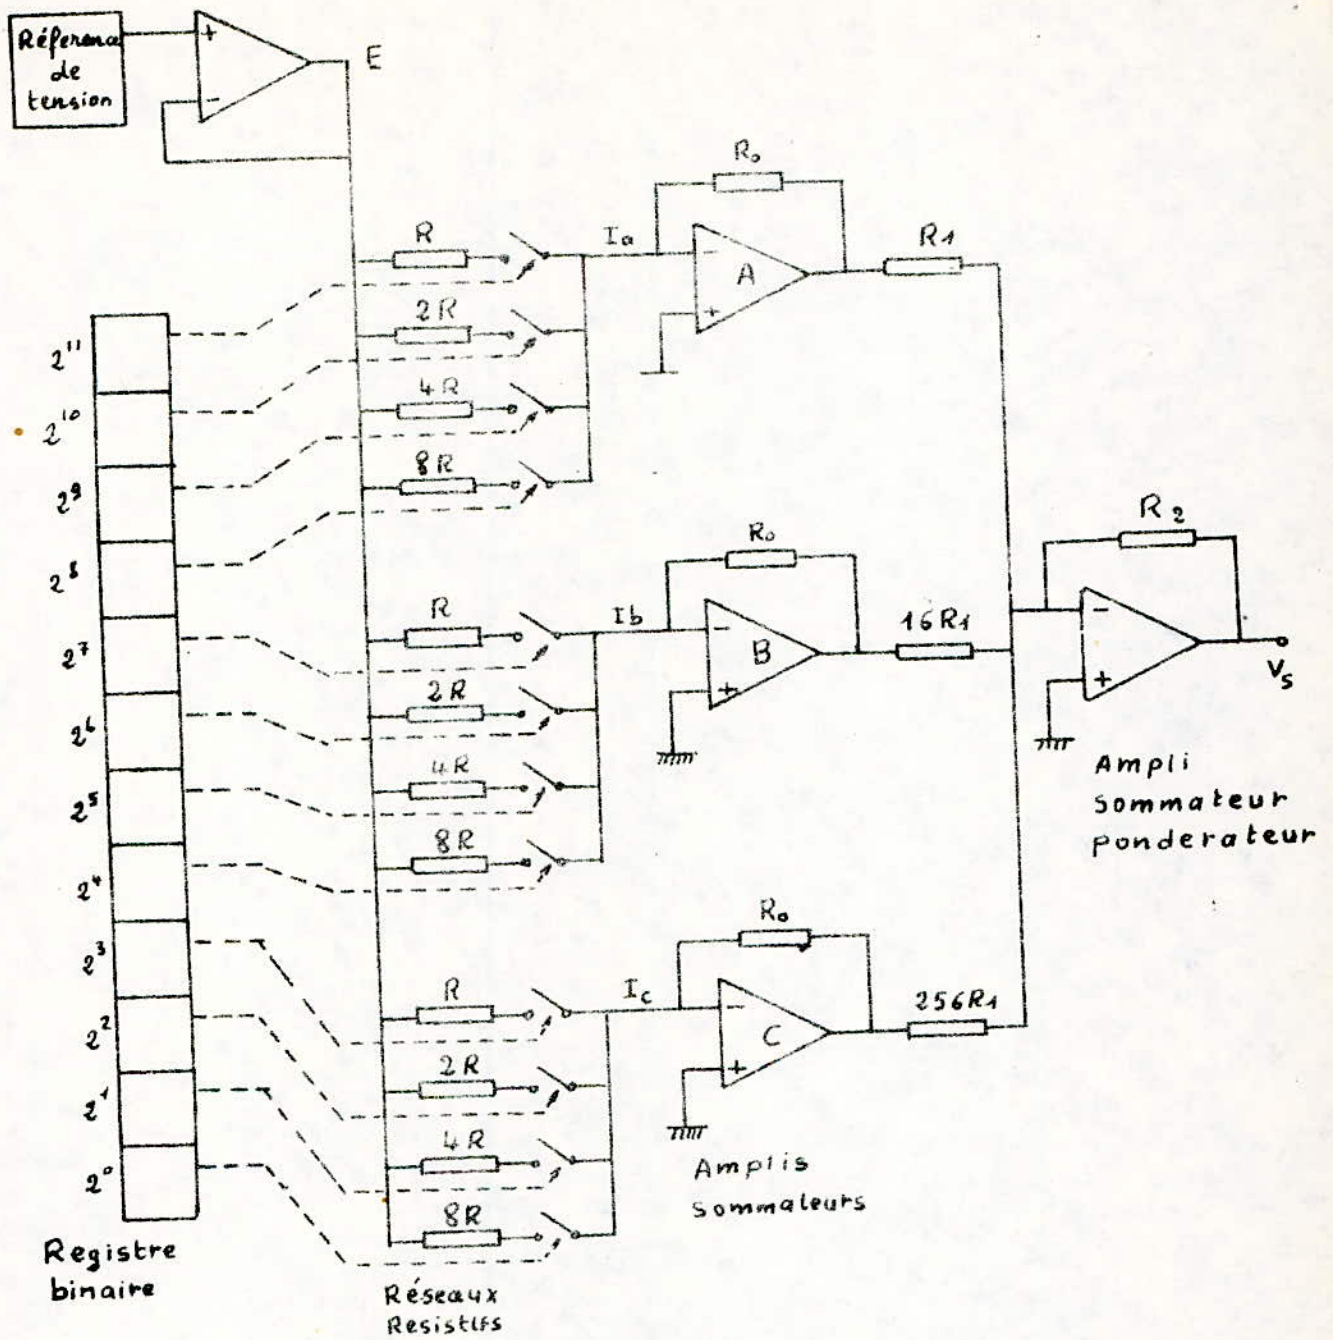 Réference
de
tension
+
-
E
R₀
R
Ia
-
A
+
R1
2R
4R
8R
2¹¹
2¹⁰
2⁹
2⁸
2⁷
2⁶
2⁵
2⁴
2³
2²
2¹
2⁰
R₀
R
Ib
-
B
+
16R1
2R
4R
8R
R2
-
+
Vs
Ampli
Sommateur
ponderateur
R₀
R
Ic
-
C
+
256R1
2R
4R
8R
Amplis
Sommateurs
Registre
binaire
Réseaux
Resistifs